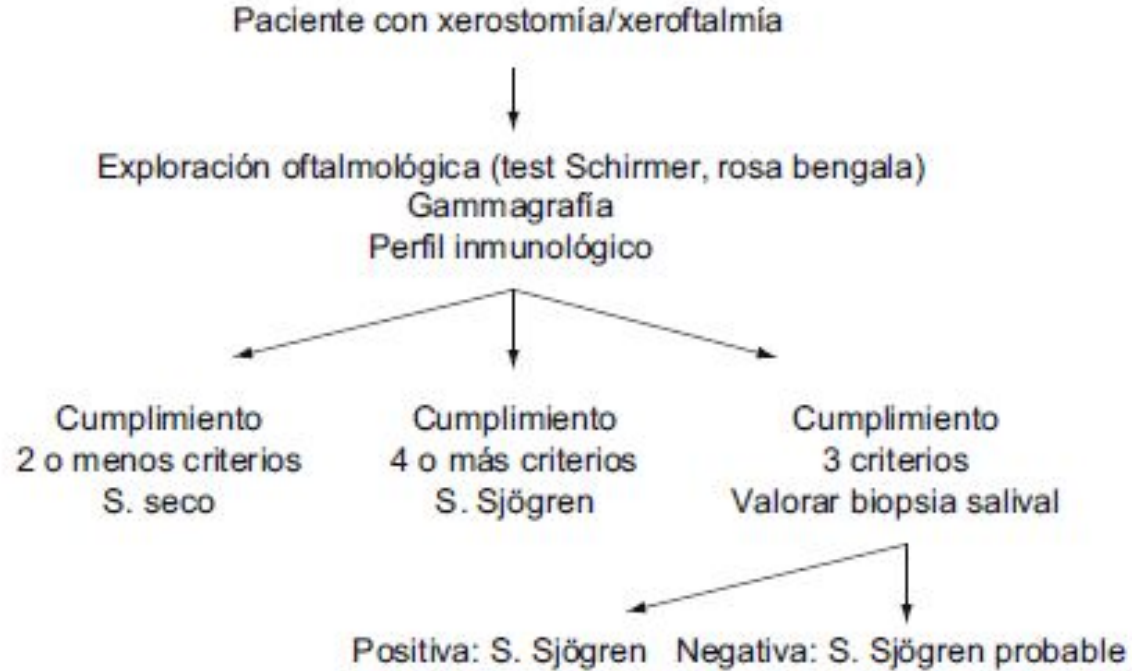 Paciente con xerostomía/xeroftalmía
Exploración oftalmológica (test Schirmer, rosa bengala)
Gammagrafía
Perfil inmunológico
Cumplimiento
2 o menos criterios
S. seco
Cumplimiento
4 o más criterios
S. Sjögren
Cumplimiento
3 criterios
Valorar biopsia salival
Positiva: S. Sjögren
Negativa: S. Sjögren probable